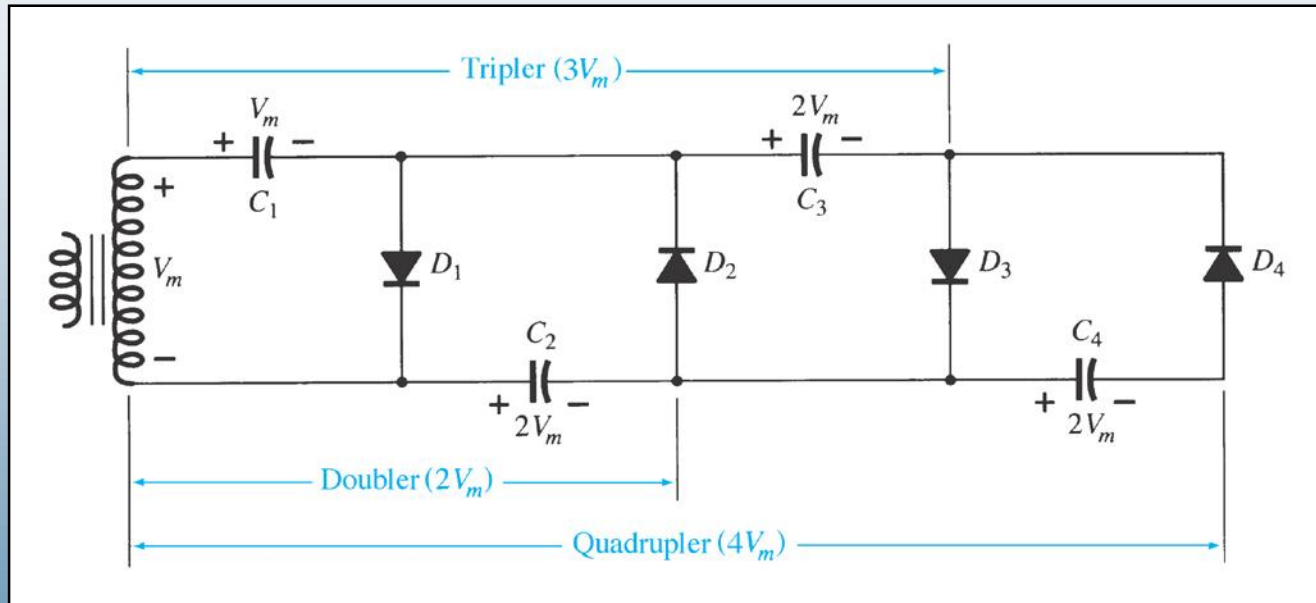 Tripler (3Vm)
Vm
2Vm
+ − + −
+
C1
C3
Vm
D1
D2
D3
D4
−
C2
C4
+ − + −
2Vm
2Vm
Doubler (2Vm)
Quadrupler (4Vm)